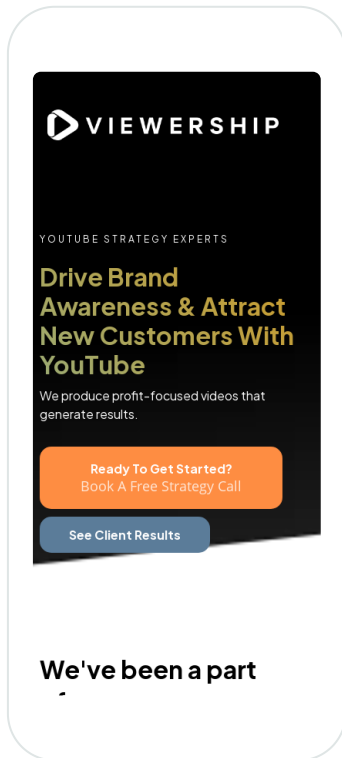 VIEWERSHIP
YOUTUBE STRATEGY EXPERTS
Drive Brand
Awareness & Attract
New Customers With
YouTube
We produce profit-focused videos that
generate results.
Ready To Get Started?
Book A Free Strategy Call
See Client Results
We've been a part